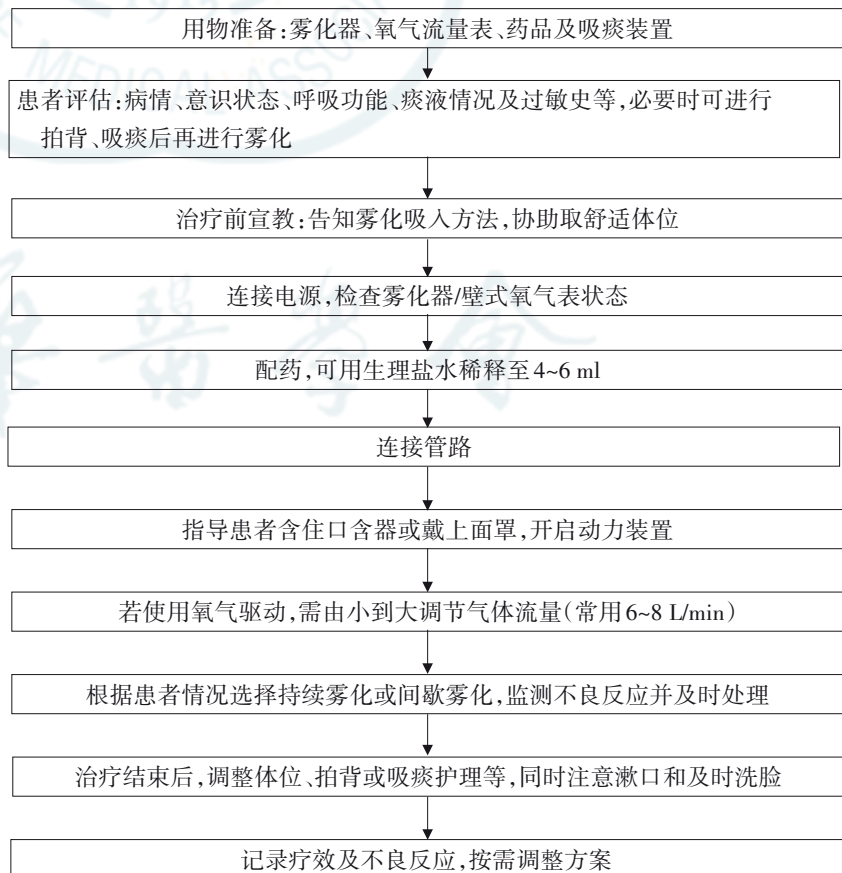 用物准备:雾化器、氧气流量表、药品及吸痰装置
患者评估:病情、意识状态、呼吸功能、痰液情况及过敏史等,必要时可进行
拍背、吸痰后再进行雾化
治疗前宣教:告知雾化吸入方法,协助取舒适体位
连接电源,检查雾化器/壁式氧气表状态
配药,可用生理盐水稀释至4~6 ml
连接管路
指导患者含住口含器或戴上面罩,开启动力装置
若使用氧气驱动,需由小到大调节气体流量(常用6~8 L/min)
根据患者情况选择持续雾化或间歇雾化,监测不良反应并及时处理
治疗结束后,调整体位、拍背或吸痰护理等,同时注意漱口和及时洗脸
记录疗效及不良反应,按需调整方案
MEDICAL ASSO
醫學會